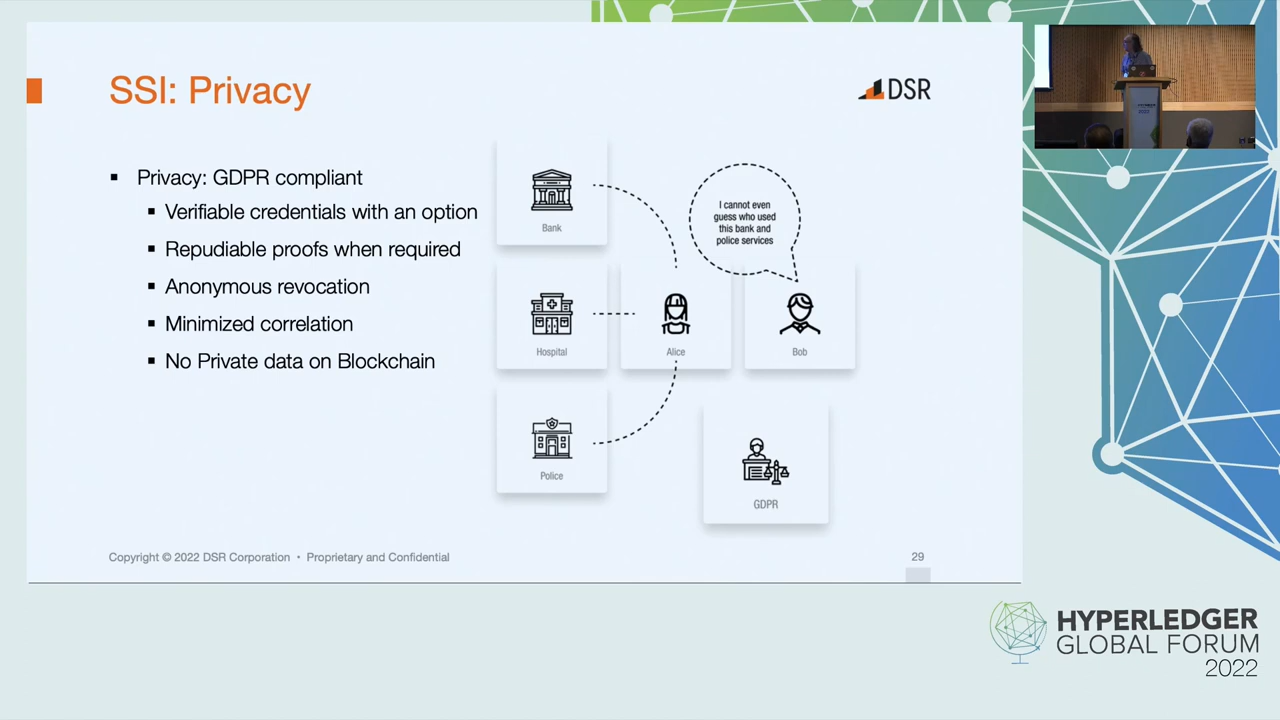 SSI: Privacy
DSR
▪ Privacy: GDPR compliant
▪ Verifiable credentials with an option
▪ Repudiable proofs when required
▪ Anonymous revocation
▪ Minimized correlation
▪ No Private data on Blockchain
Bank
I cannot even
guess who used
this bank and
police services
Hospital
Alice
Bob
Police
GDPR
Copyright © 2022 DSR Corporation • Proprietary and Confidential
29
HYPERLEDGER
GLOBAL FORUM
2022